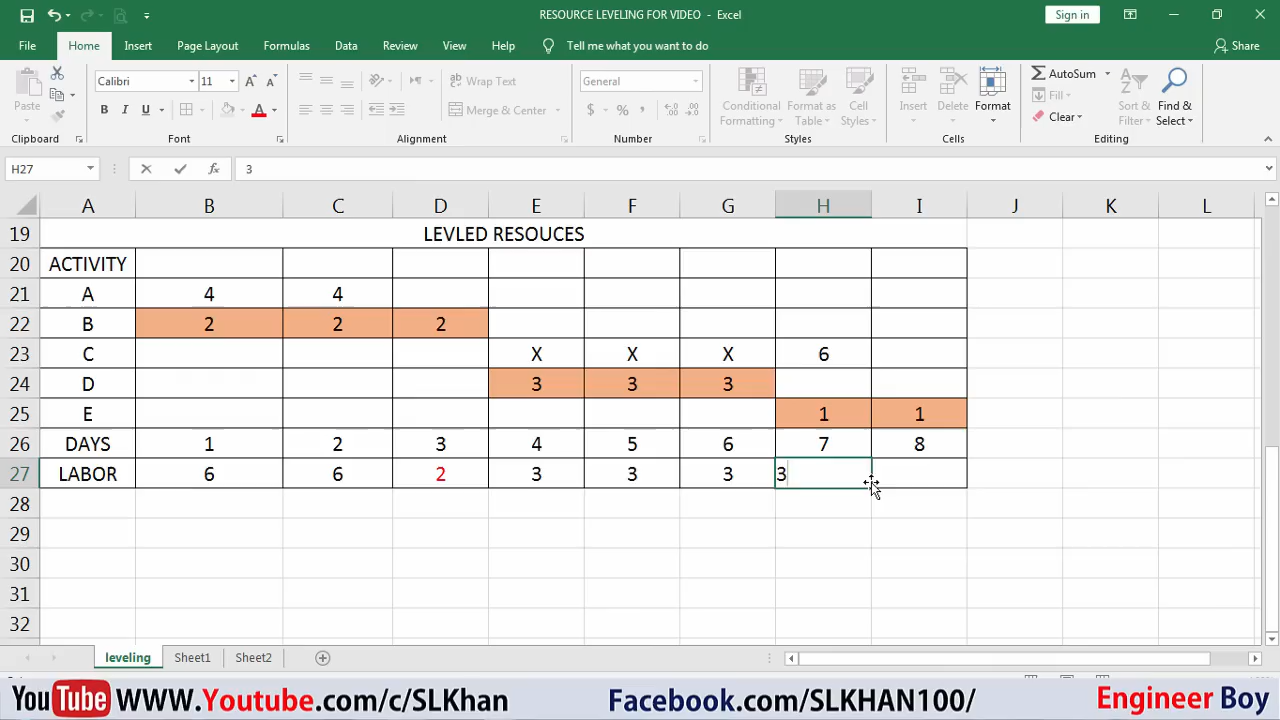 RESOURCE LEVELING FOR VIDEO - Excel
Sign in
File Home Insert Page Layout Formulas Data Review View Help Tell me what you want to do Share
Paste Calibri 11 Wrap Text General Conditional Format as Cell Insert Delete Format AutoSum Sort & Find &
B I U A Merge & Center $ % Formatting Table Styles Fill Filter Select
Clear
Clipboard Font Alignment Number Styles Cells Editing
H27 fx 3
A B C D E F G H I J K L
19 LEVLED RESOUCES
20 ACTIVITY
21 A 4 4
22 B 2 2 2
23 C X X X 6
24 D 3 3 3
25 E 1 1
26 DAYS 1 2 3 4 5 6 7 8
27 LABOR 6 6 2 3 3 3 3
28
29
30
31
32
leveling Sheet1 Sheet2
YouTube WWW.Youtube.com/c/SLKhan Facebook.com/SLKHAN100/ Engineer Boy